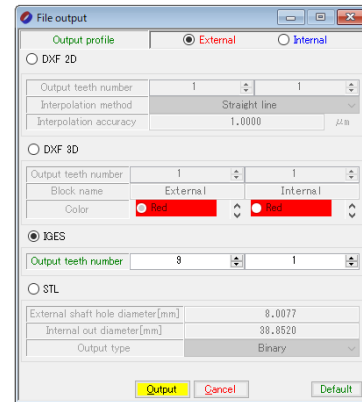 File output
Output profile External Internal
DXF 2D
Output teeth number 1 1
Interpolation method Straight line
Interpolation accuracy 1.0000 μm
DXF 3D
Output teeth number 1 1
Block name External Internal
Color Red Red
IGES
Output teeth number 9 1
STL
External shaft hole diameter[mm] 8.0077
Internal out diameter[mm] 38.8520
Output type Binary
Output Cancel Default